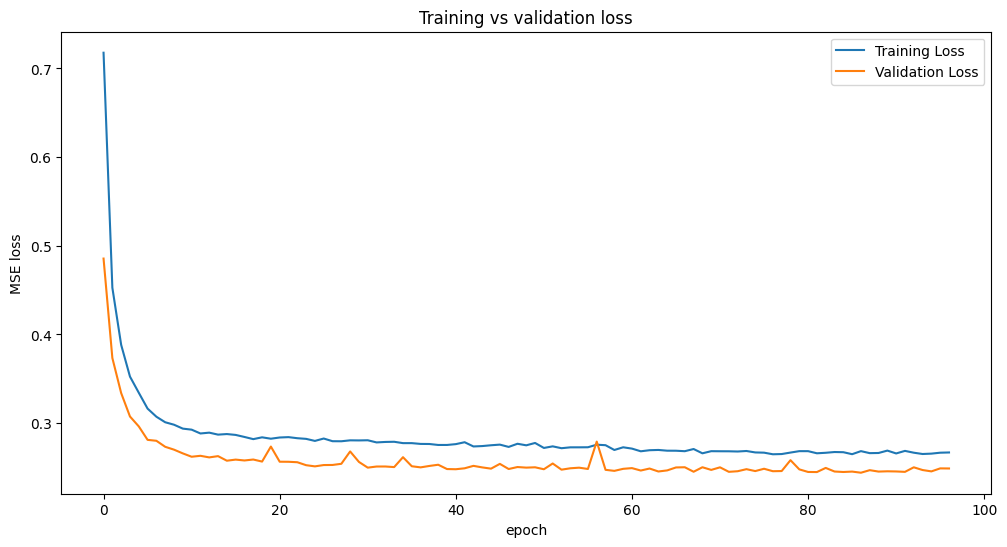 Training vs validation loss
Training Loss
Validation Loss
0.7
0.6
0.5
0.4
0.3
MSE loss
0
20
40
60
80
100
epoch